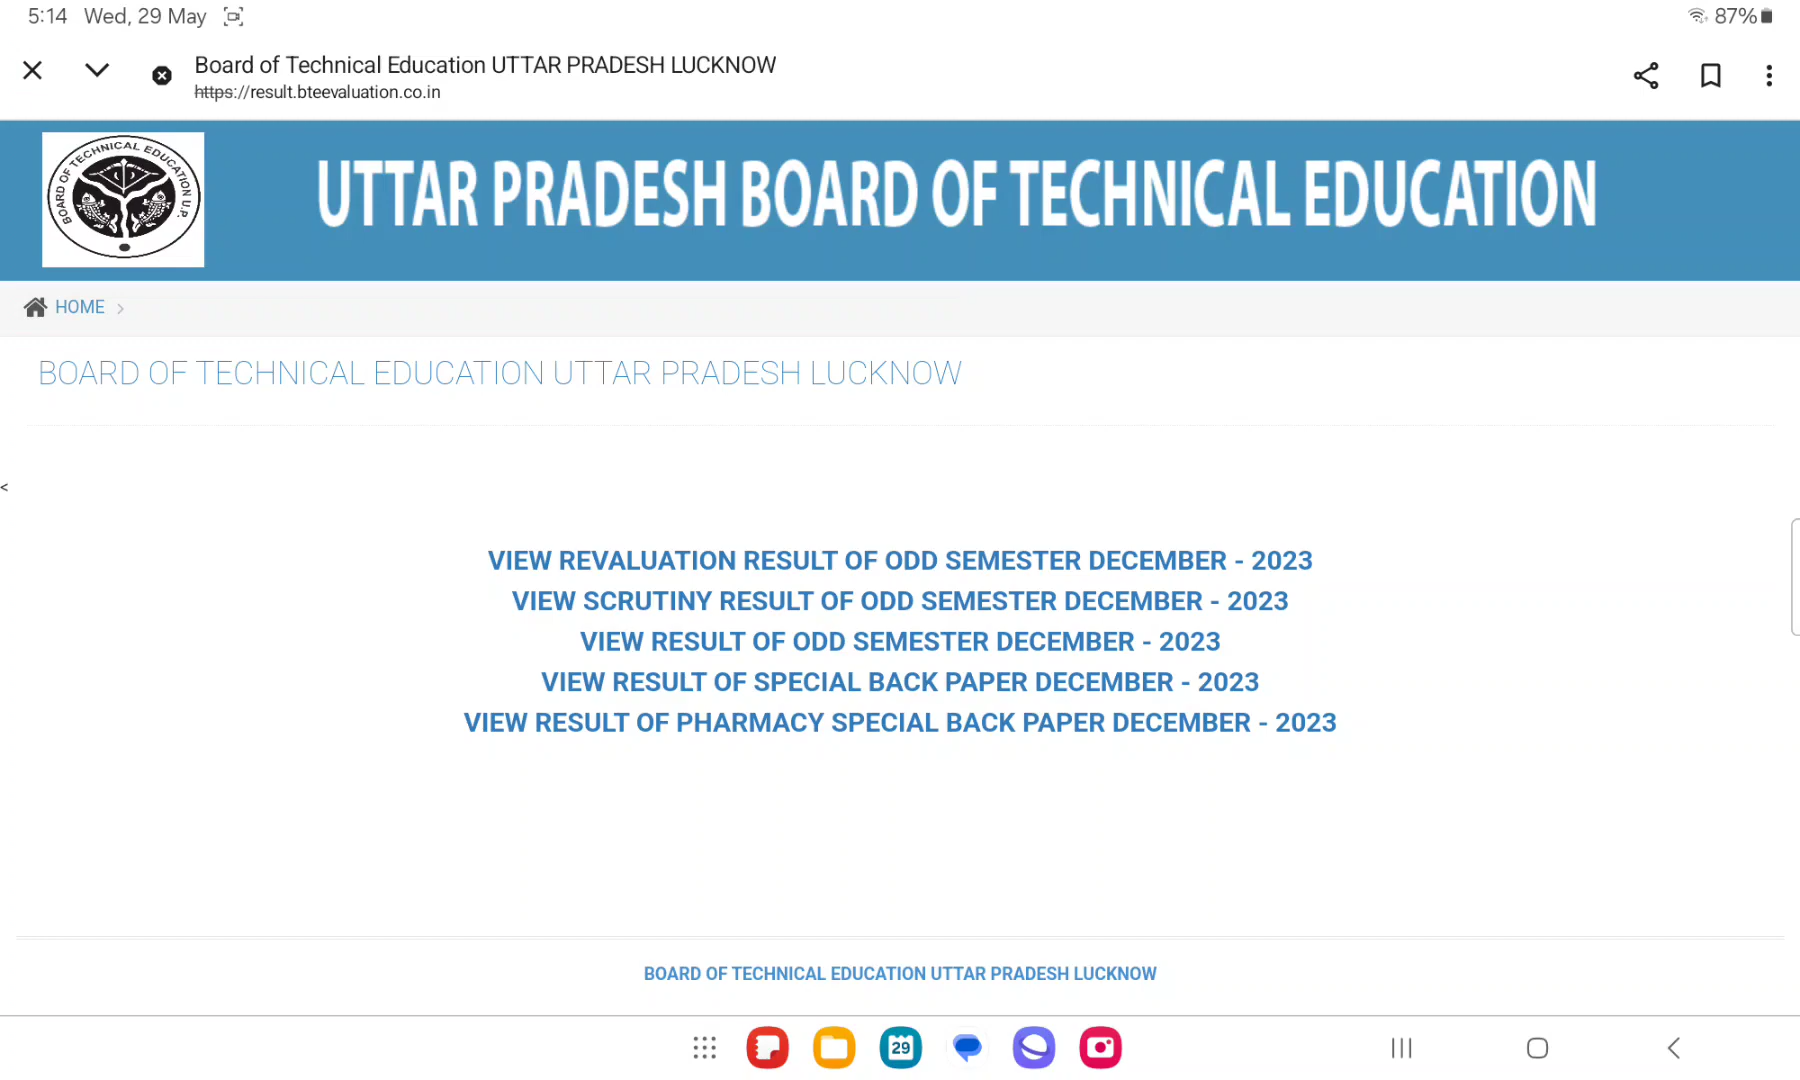 5:14 Wed, 29 May
87%
Board of Technical Education UTTAR PRADESH LUCKNOW
https://result.bteevaluation.co.in
BOARD OF TECHNICAL EDUCATION U.P.
UTTAR PRADESH BOARD OF TECHNICAL EDUCATION
HOME >
BOARD OF TECHNICAL EDUCATION UTTAR PRADESH LUCKNOW
<
VIEW REVALUATION RESULT OF ODD SEMESTER DECEMBER - 2023
VIEW SCRUTINY RESULT OF ODD SEMESTER DECEMBER - 2023
VIEW RESULT OF ODD SEMESTER DECEMBER - 2023
VIEW RESULT OF SPECIAL BACK PAPER DECEMBER - 2023
VIEW RESULT OF PHARMACY SPECIAL BACK PAPER DECEMBER - 2023
BOARD OF TECHNICAL EDUCATION UTTAR PRADESH LUCKNOW
29